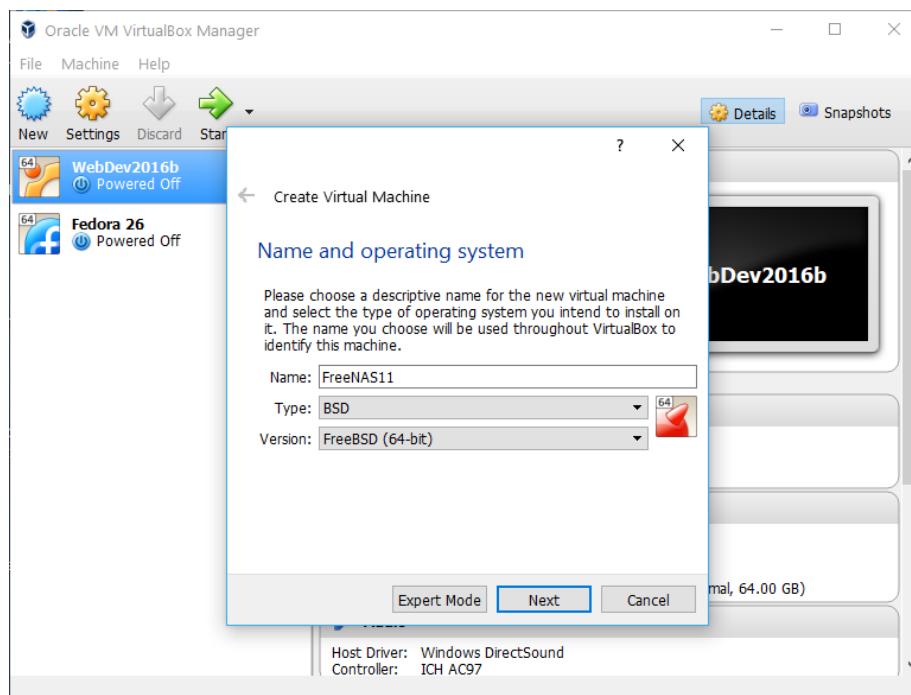 Oracle VM VirtualBox Manager
File Machine Help
New Settings Discard Star
Details Snapshots
64 WebDev2016b
Powered Off
64 Fedora 26
Powered Off
?
Create Virtual Machine
Name and operating system
Please choose a descriptive name for the new virtual machine
and select the type of operating system you intend to install on
it. The name you choose will be used throughout VirtualBox to
identify this machine.
Name: FreeNAS11
Type: BSD
64
Version: FreeBSD (64-bit)
Expert Mode Next Cancel
bDev2016b
mal, 64.00 GB)
Host Driver: Windows DirectSound
Controller: ICH AC97